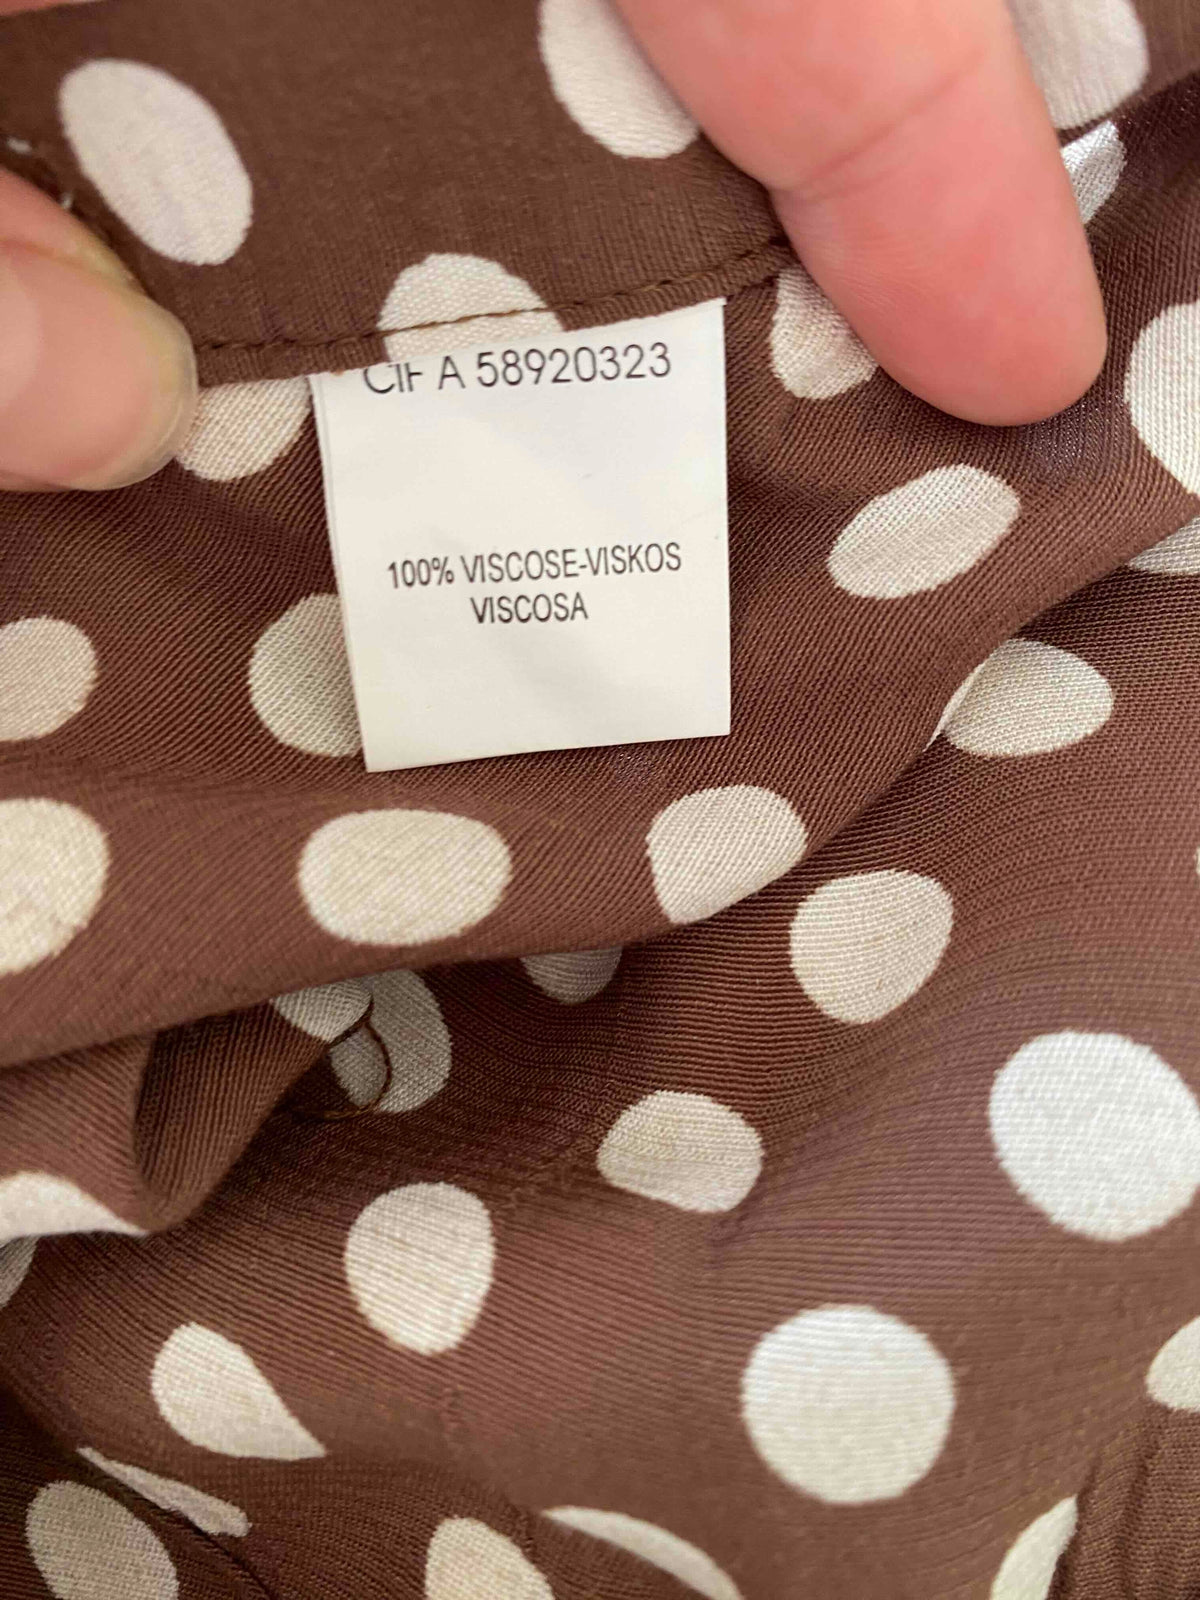 CIF A 58920323
100% VISCOSE-VISKOS
VISCOSA